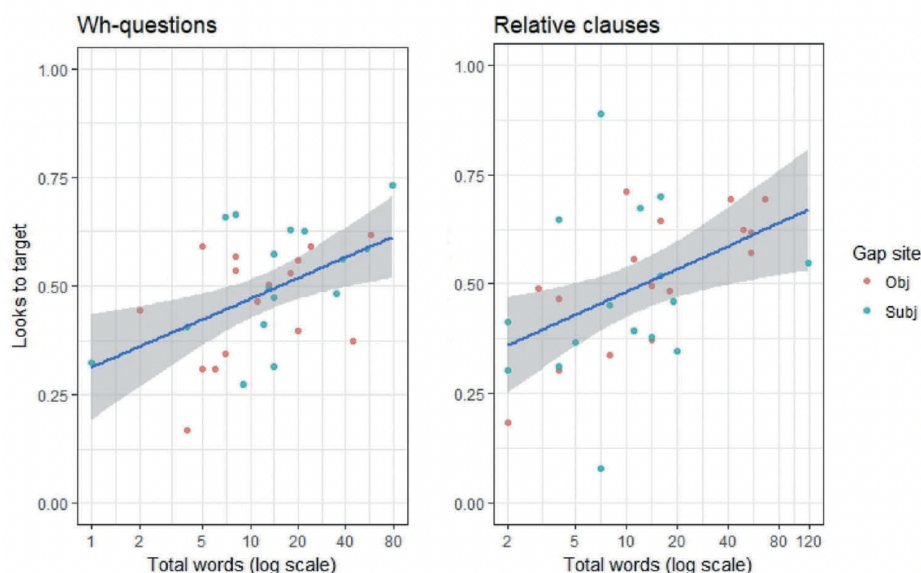 Wh-questions
Relative clauses
Looks to target
1.00
0.75
0.50
0.25
0.00
1 2 5 10 20 40 80
Total words (log scale)
1.00
0.75
0.50
0.25
0.00
2 5 10 20 40 80 120
Total words (log scale)
Gap site
Obj
Subj